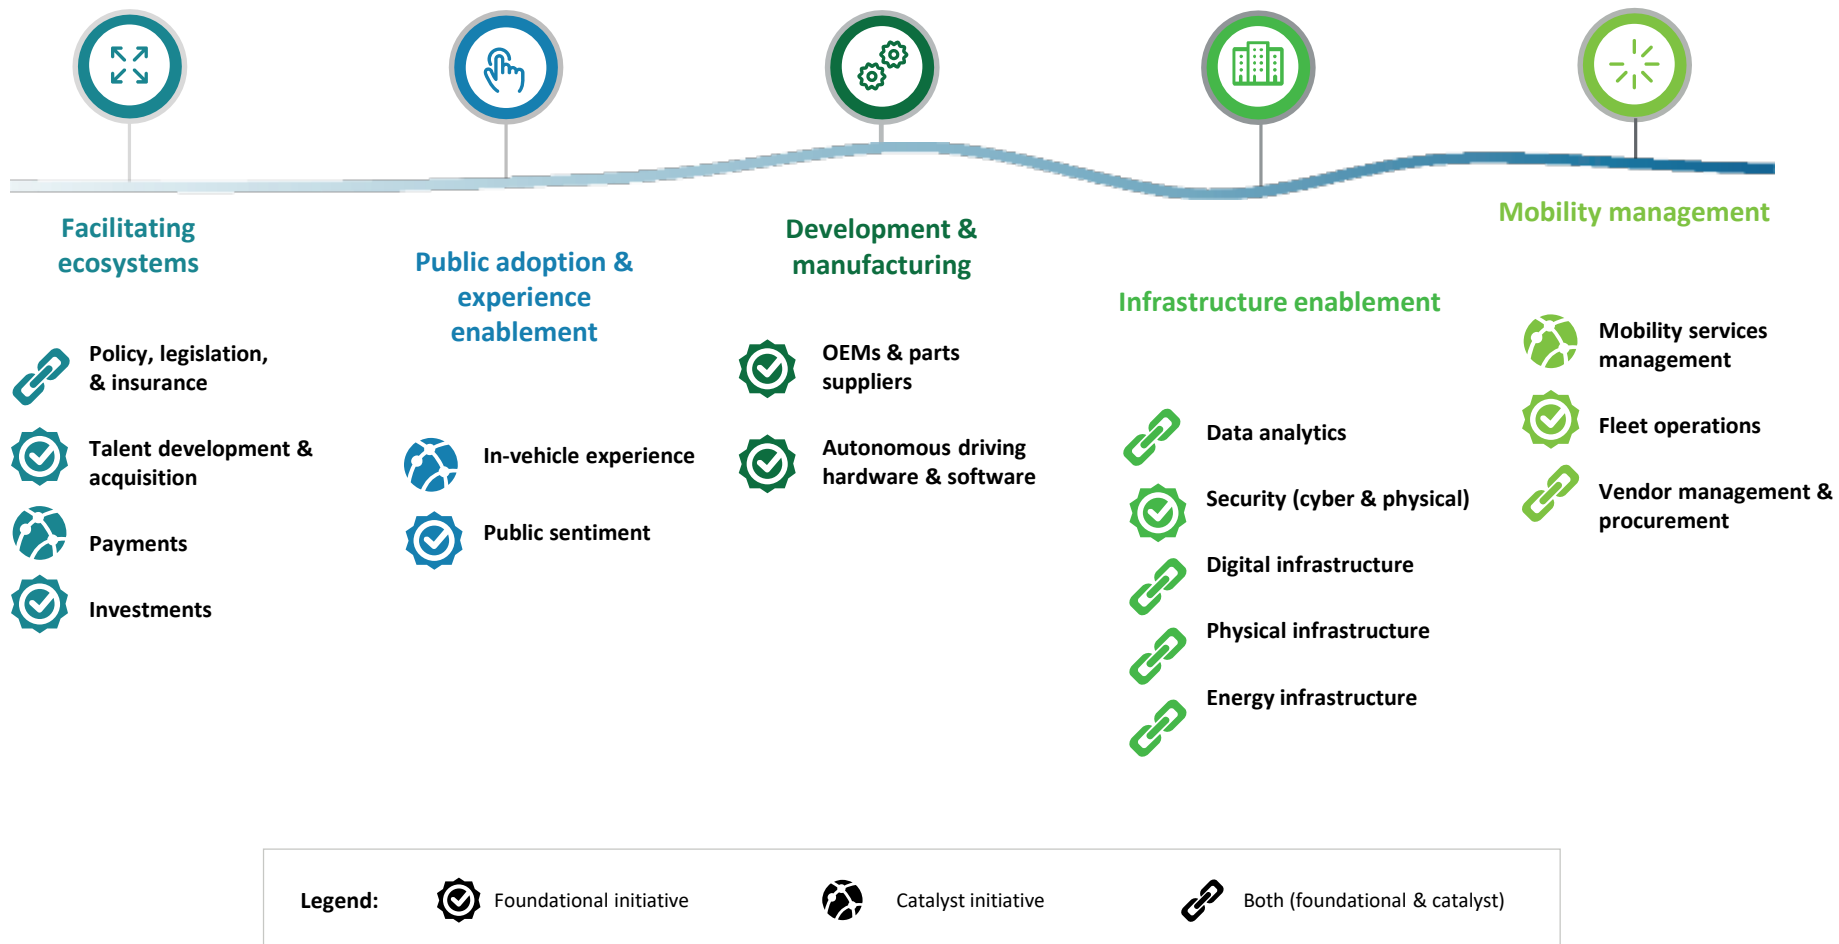 Facilitating
ecosystems
Policy, legislation,
& insurance
Talent development &
acquisition
Payments
Investments
Public adoption &
experience
enablement
In-vehicle experience
Public sentiment
Development &
manufacturing
OEMs & parts
suppliers
Autonomous driving
hardware & software
Infrastructure enablement
Data analytics
Security (cyber & physical)
Digital infrastructure
Physical infrastructure
Energy infrastructure
Mobility management
Mobility services
management
Fleet operations
Vendor management &
procurement
Legend:
Foundational initiative
Catalyst initiative
Both (foundational & catalyst)